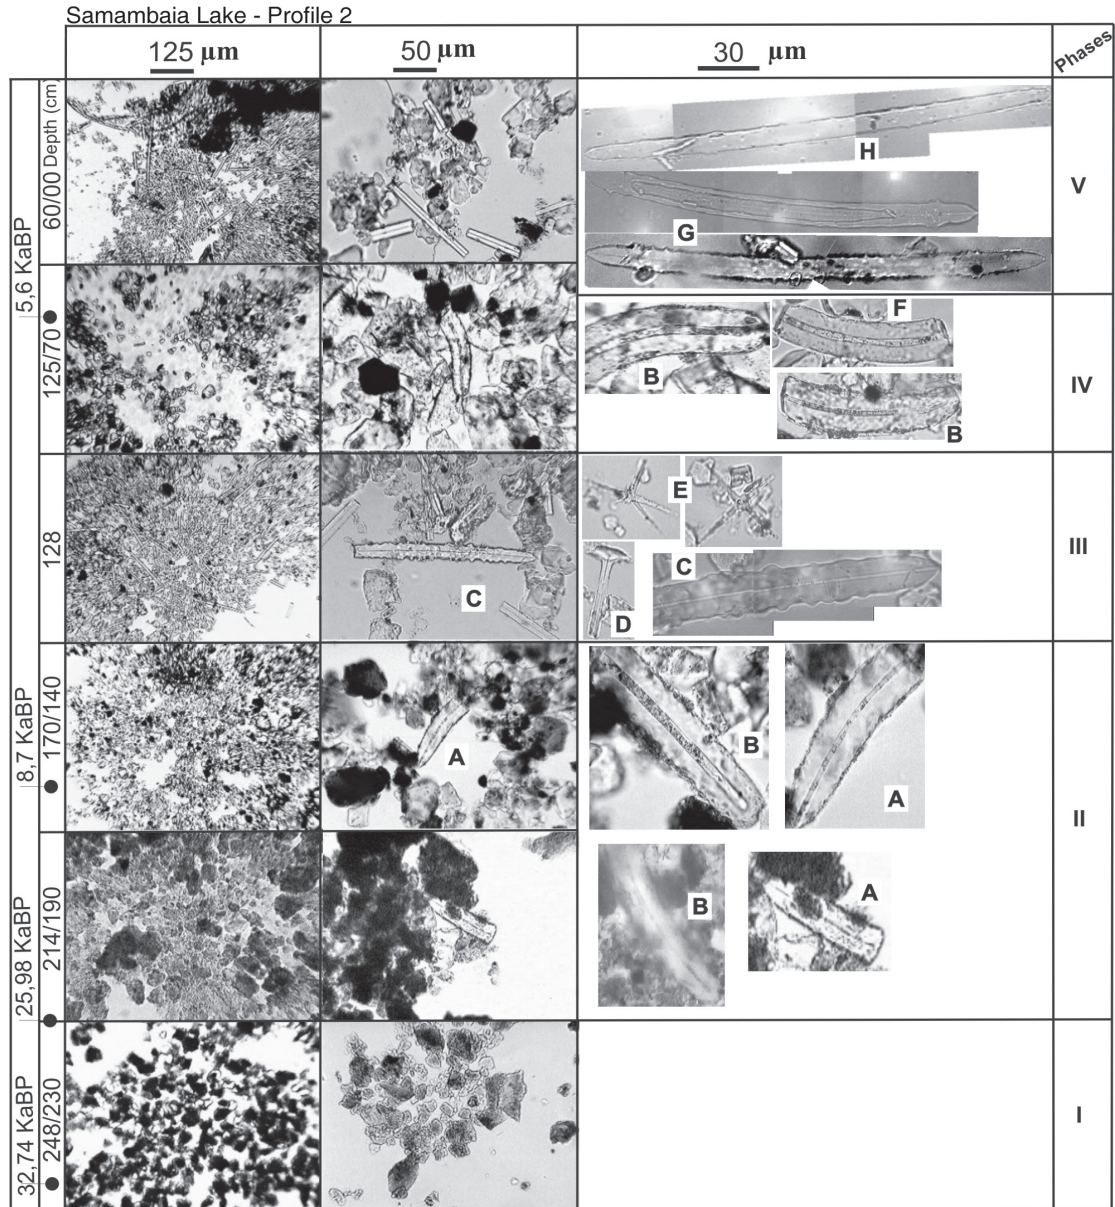 Samambaia Lake - Profile 2
125 µm
50 µm
30 µm
Phases
5,6 KaBP
60/00 Depth (cm)
H
G
V
125/70
B
F
B
IV
128
C
E
D
C
III
8,7 KaBP
170/140
A
B
A
II
25,98 KaBP
214/190
B
A
32,74 KaBP
248/230
I